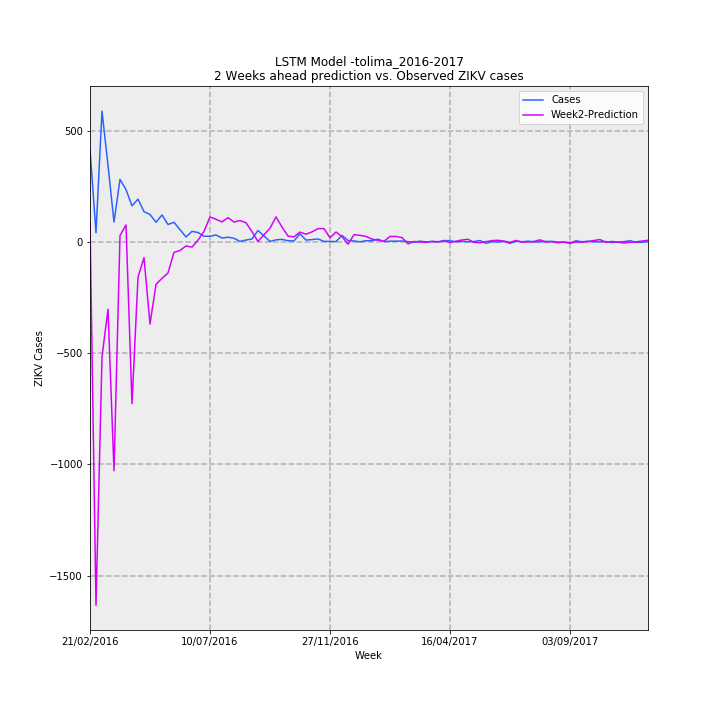 LSTM Model -tolima_2016-2017
2 Weeks ahead prediction vs. Observed ZIKV cases
Cases
Week2-Prediction
500
0
−500
−1000
−1500
ZIKV Cases
21/02/2016
10/07/2016
27/11/2016
16/04/2017
03/09/2017
Week